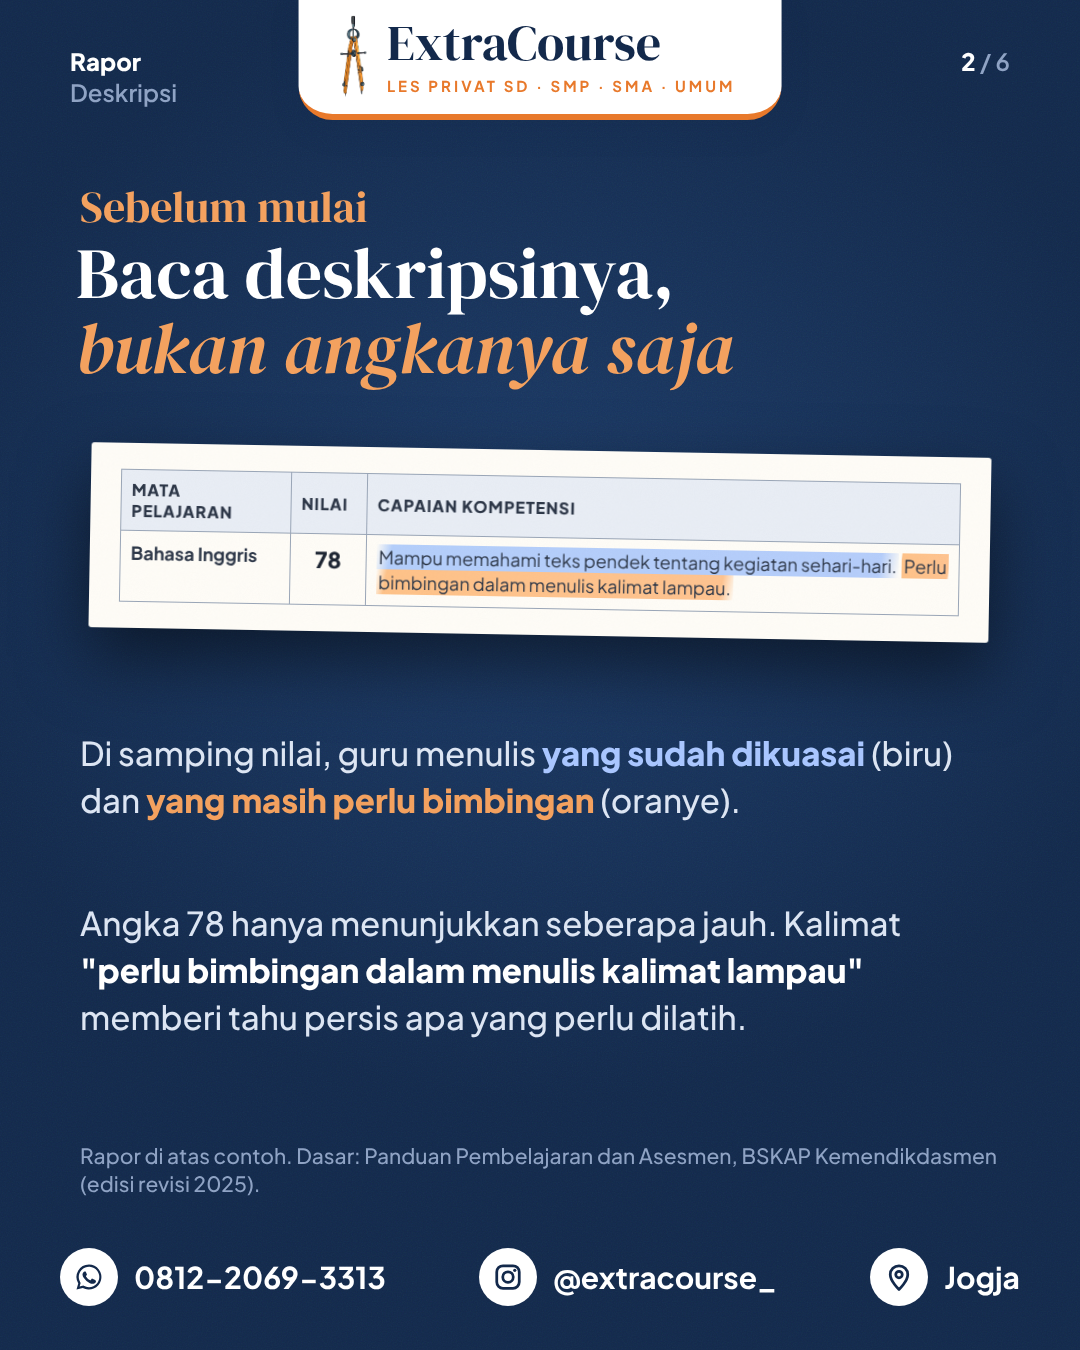 Rapor
Deskripsi
ExtraCourse
LES PRIVAT SD · SMP · SMA · UMUM
2 / 6
Sebelum mulai
Baca deskripsinya,
bukan angkanya saja
MATA
PELAJARAN
NILAI
CAPAIAN KOMPETENSI
Bahasa Inggris
78
Mampu memahami teks pendek tentang kegiatan sehari-hari. Perlu
bimbingan dalam menulis kalimat lampau.
Di samping nilai, guru menulis yang sudah dikuasai (biru)
dan yang masih perlu bimbingan (oranye).
Angka 78 hanya menunjukkan seberapa jauh. Kalimat
"perlu bimbingan dalam menulis kalimat lampau"
memberi tahu persis apa yang perlu dilatih.
Rapor di atas contoh. Dasar: Panduan Pembelajaran dan Asesmen, BSKAP Kemendikdasmen
(edisi revisi 2025).
0812-2069-3313
@extracourse_
Jogja